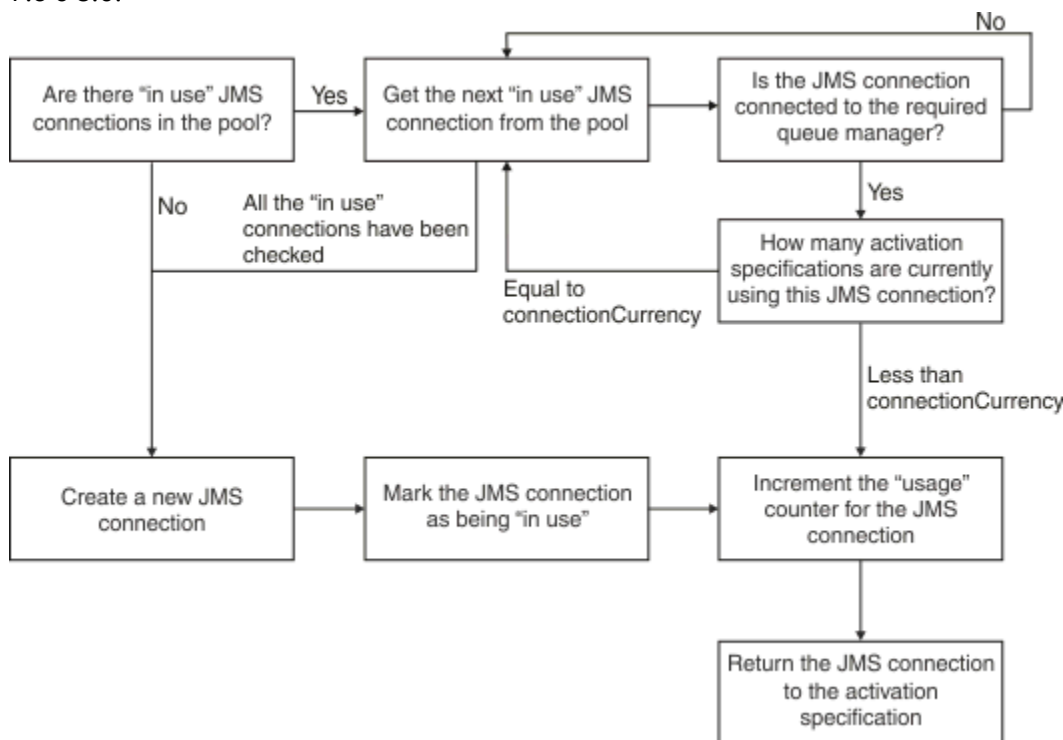 No
Are there “in use” JMS
connections in the pool?
Yes
Get the next “in use” JMS
connection from the pool
Is the JMS connection
connected to the required
queue manager?
No
All the “in use”
connections have been
checked
Yes
How many activation
specifications are currently
using this JMS connection?
Equal to
connectionCurrency
Less than
connectionCurrency
Create a new JMS
connection
Mark the JMS connection
as being “in use”
Increment the “usage”
counter for the JMS
connection
Return the JMS connection
to the activation
specification